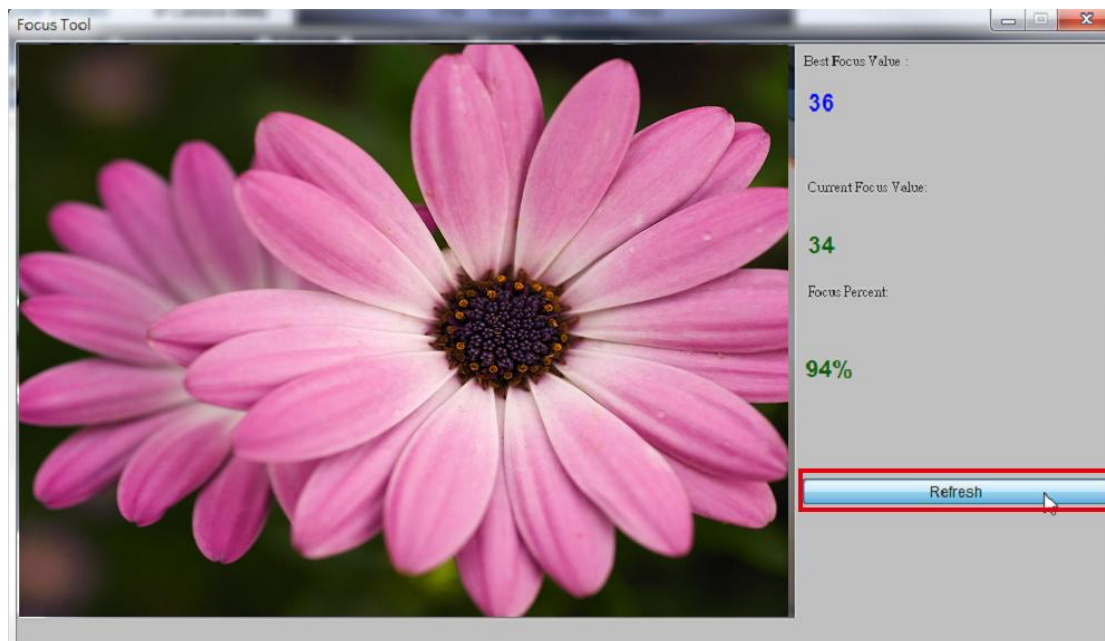 Focus Tool
Best Focus Value :
36
Current Focus Value:
34
Focus Percent:
94%
Refresh